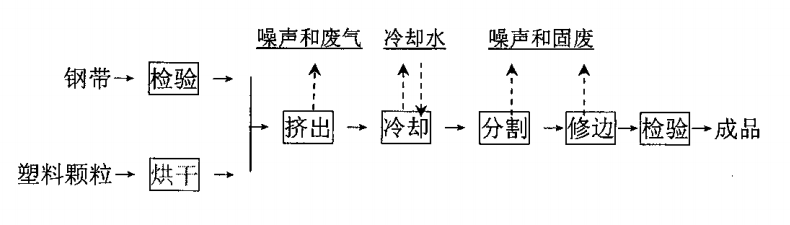 噪声和废气 冷却水 噪声和固废
钢带 检验
挤出 冷却 分割 修边 检验 成品
塑料颗粒 烘干